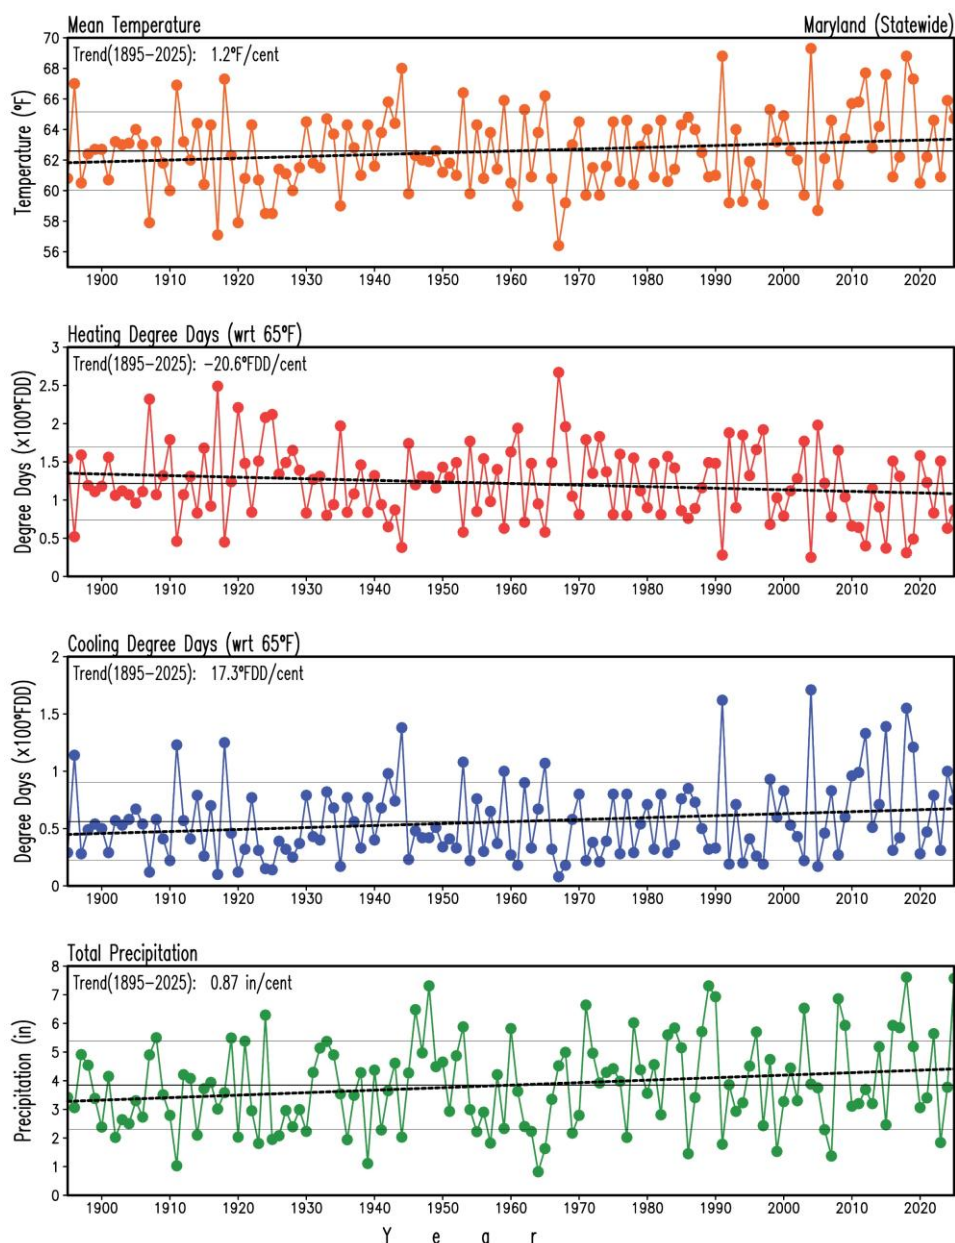 Mean Temperature Maryland (Statewide)
Trend(1895-2025): 1.2°F/cent
Temperature (°F)
70
68
66
64
62
60
58
56
1900 1910 1920 1930 1940 1950 1960 1970 1980 1990 2000 2010 2020
Heating Degree Days (wrt 65°F)
Trend(1895-2025): -20.6°FDD/cent
Degree Days (x100°FDD)
3
2.5
2
1.5
1
0.5
0
1900 1910 1920 1930 1940 1950 1960 1970 1980 1990 2000 2010 2020
Cooling Degree Days (wrt 65°F)
Trend(1895-2025): 17.3°FDD/cent
Degree Days (x100°FDD)
2
1.5
1
0.5
0
1900 1910 1920 1930 1940 1950 1960 1970 1980 1990 2000 2010 2020
Total Precipitation
Trend(1895-2025): 0.87 in/cent
Precipitation (in)
8
7
6
5
4
3
2
1
0
1900 1910 1920 1930 1940 1950 1960 1970 1980 1990 2000 2010 2020
Y e a r